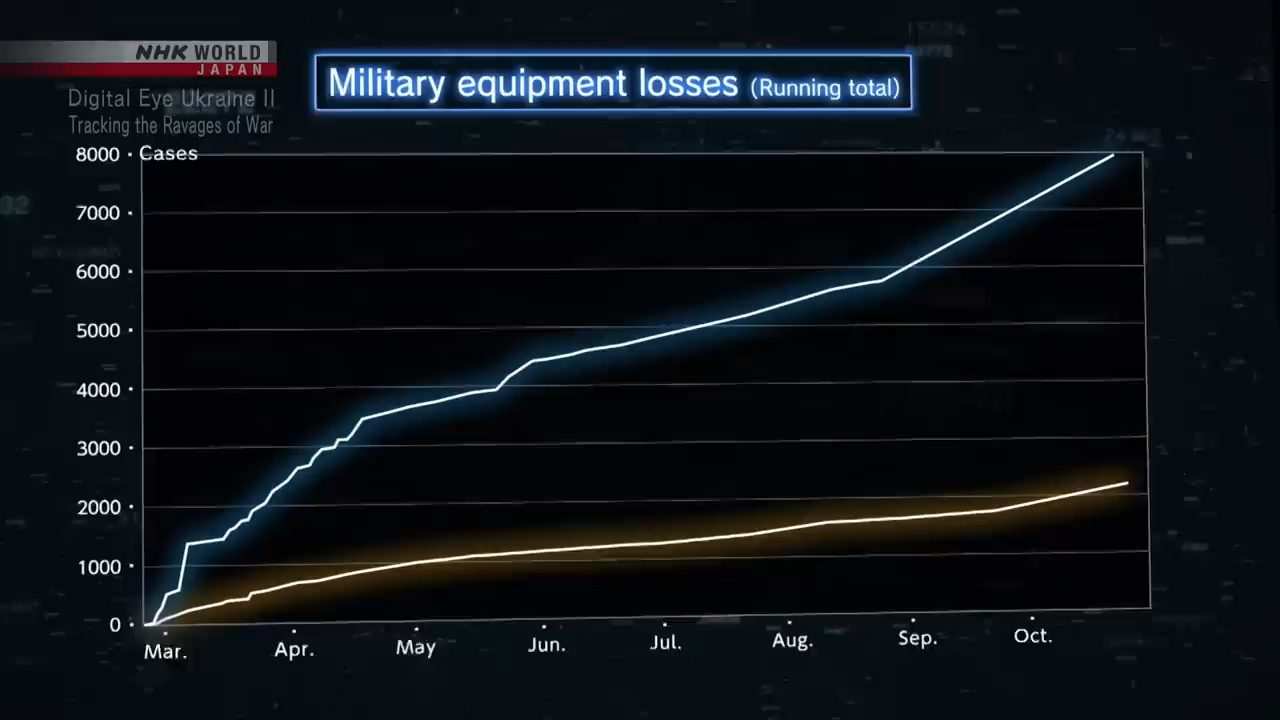 NHK WORLD
JAPAN
Digital Eye Ukraine II
Tracking the Ravages of War
Military equipment losses (Running total)
8000 Cases
7000
6000
5000
4000
3000
2000
1000
0
Mar. Apr. May Jun. Jul. Aug. Sep. Oct.